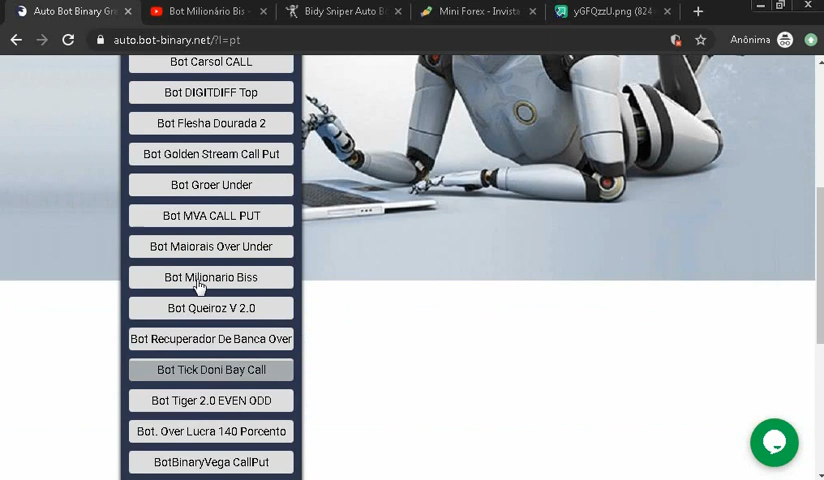 Auto Bot Binary Gr
Bot Milionário Bis
Bidy Sniper Auto B
Mini Forex - Invista
yGFQzzU.png (824
auto.bot-binary.net/?l=pt
Anônima
Bot Carsol CALL
Bot DIGITDIFF Top
Bot Flesha Dourada 2
Bot Golden Stream Call Put
Bot Groer Under
Bot MVA CALL PUT
Bot Maiorais Over Under
Bot Milionario Biss
Bot Queiroz V 2.0
Bot Recuperador De Banca Over
Bot Tick Doni Bay Call
Bot Tiger 2.0 EVEN ODD
Bot. Over Lucra 140 Porcento
BotBinaryVega CallPut